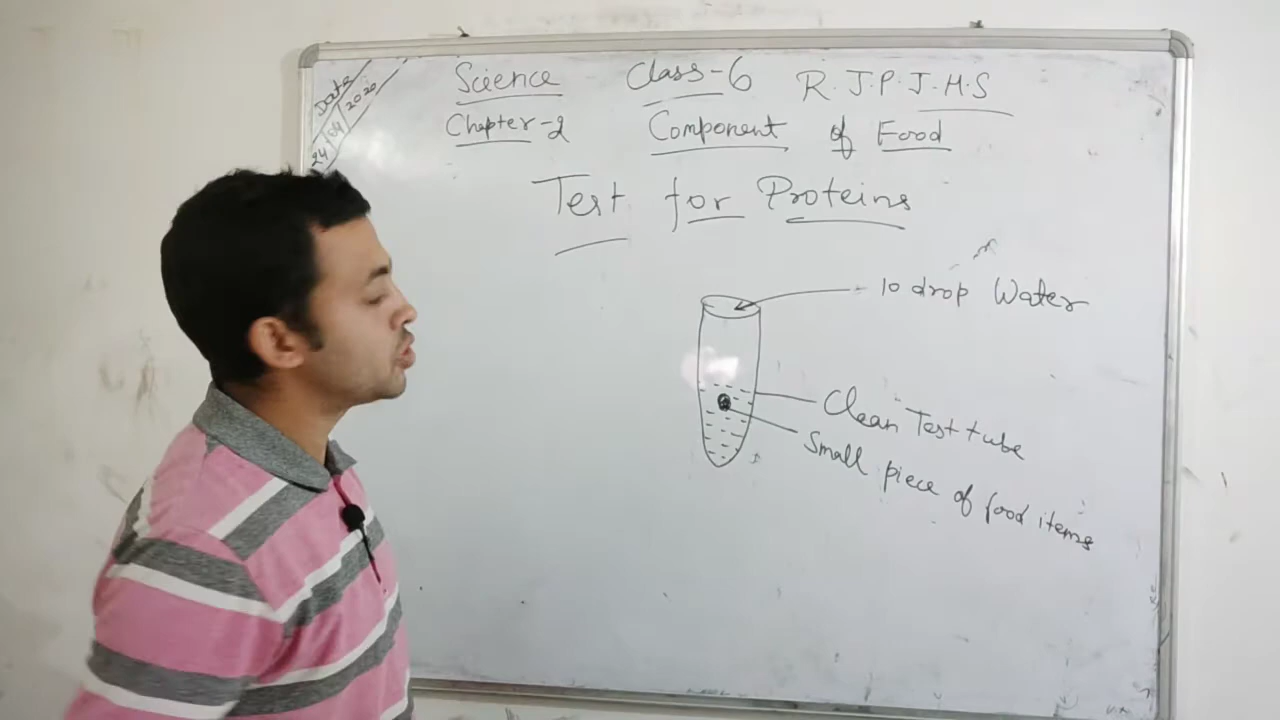 Date
24/04/2020
Science Class-6 R.J.P.J.H.S
Chapter-2 Component of Food
Test for Proteins
10 drop Water
Clean Test tube
Small piece of food items